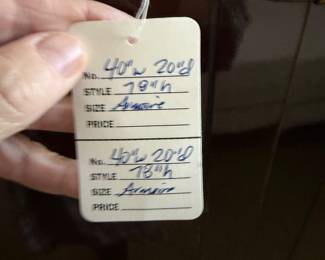 No. 40"w 20"d
STYLE 78"h
SIZE Armoire
PRICE
No. 40"w 20"d
STYLE 78"h
SIZE Armoire
PRICE